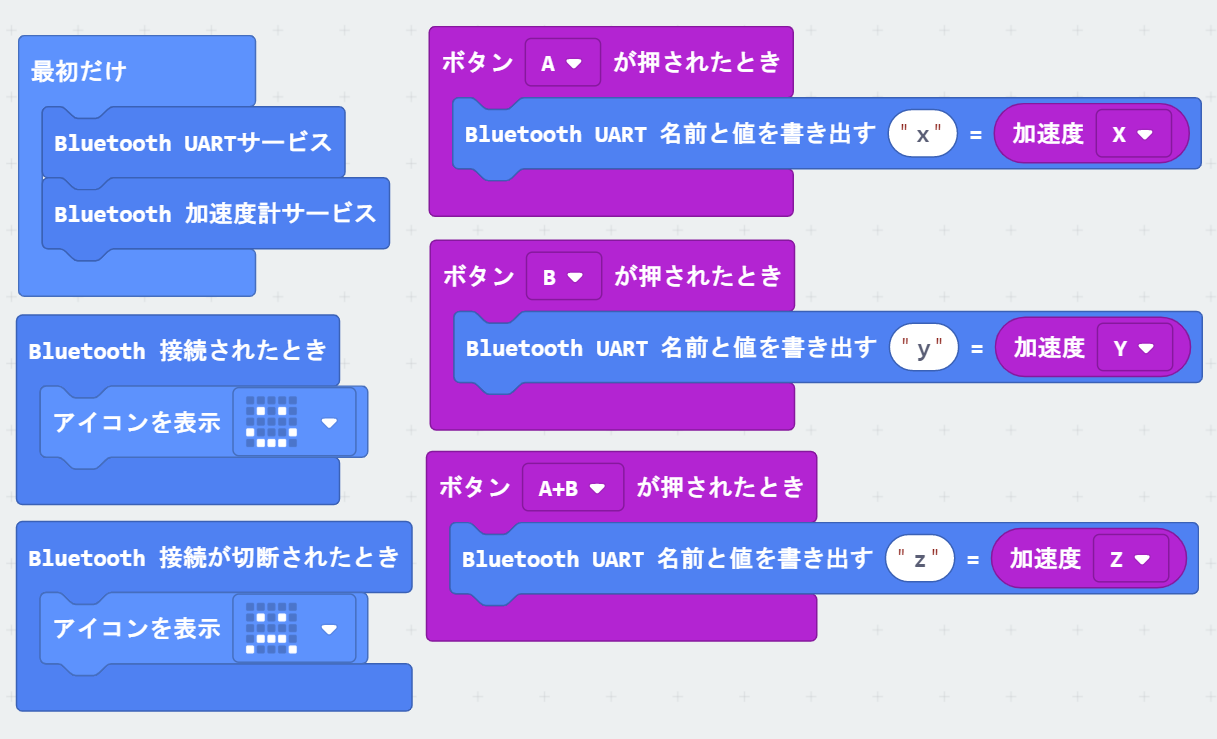 最初だけ
Bluetooth UARTサービス
Bluetooth 加速度計サービス
Bluetooth 接続されたとき
アイコンを表示
Bluetooth 接続が切断されたとき
アイコンを表示
ボタン A が押されたとき
Bluetooth UART 名前と値を書き出す "x" = 加速度 X
ボタン B が押されたとき
Bluetooth UART 名前と値を書き出す "y" = 加速度 Y
ボタン A+B が押されたとき
Bluetooth UART 名前と値を書き出す "z" = 加速度 Z